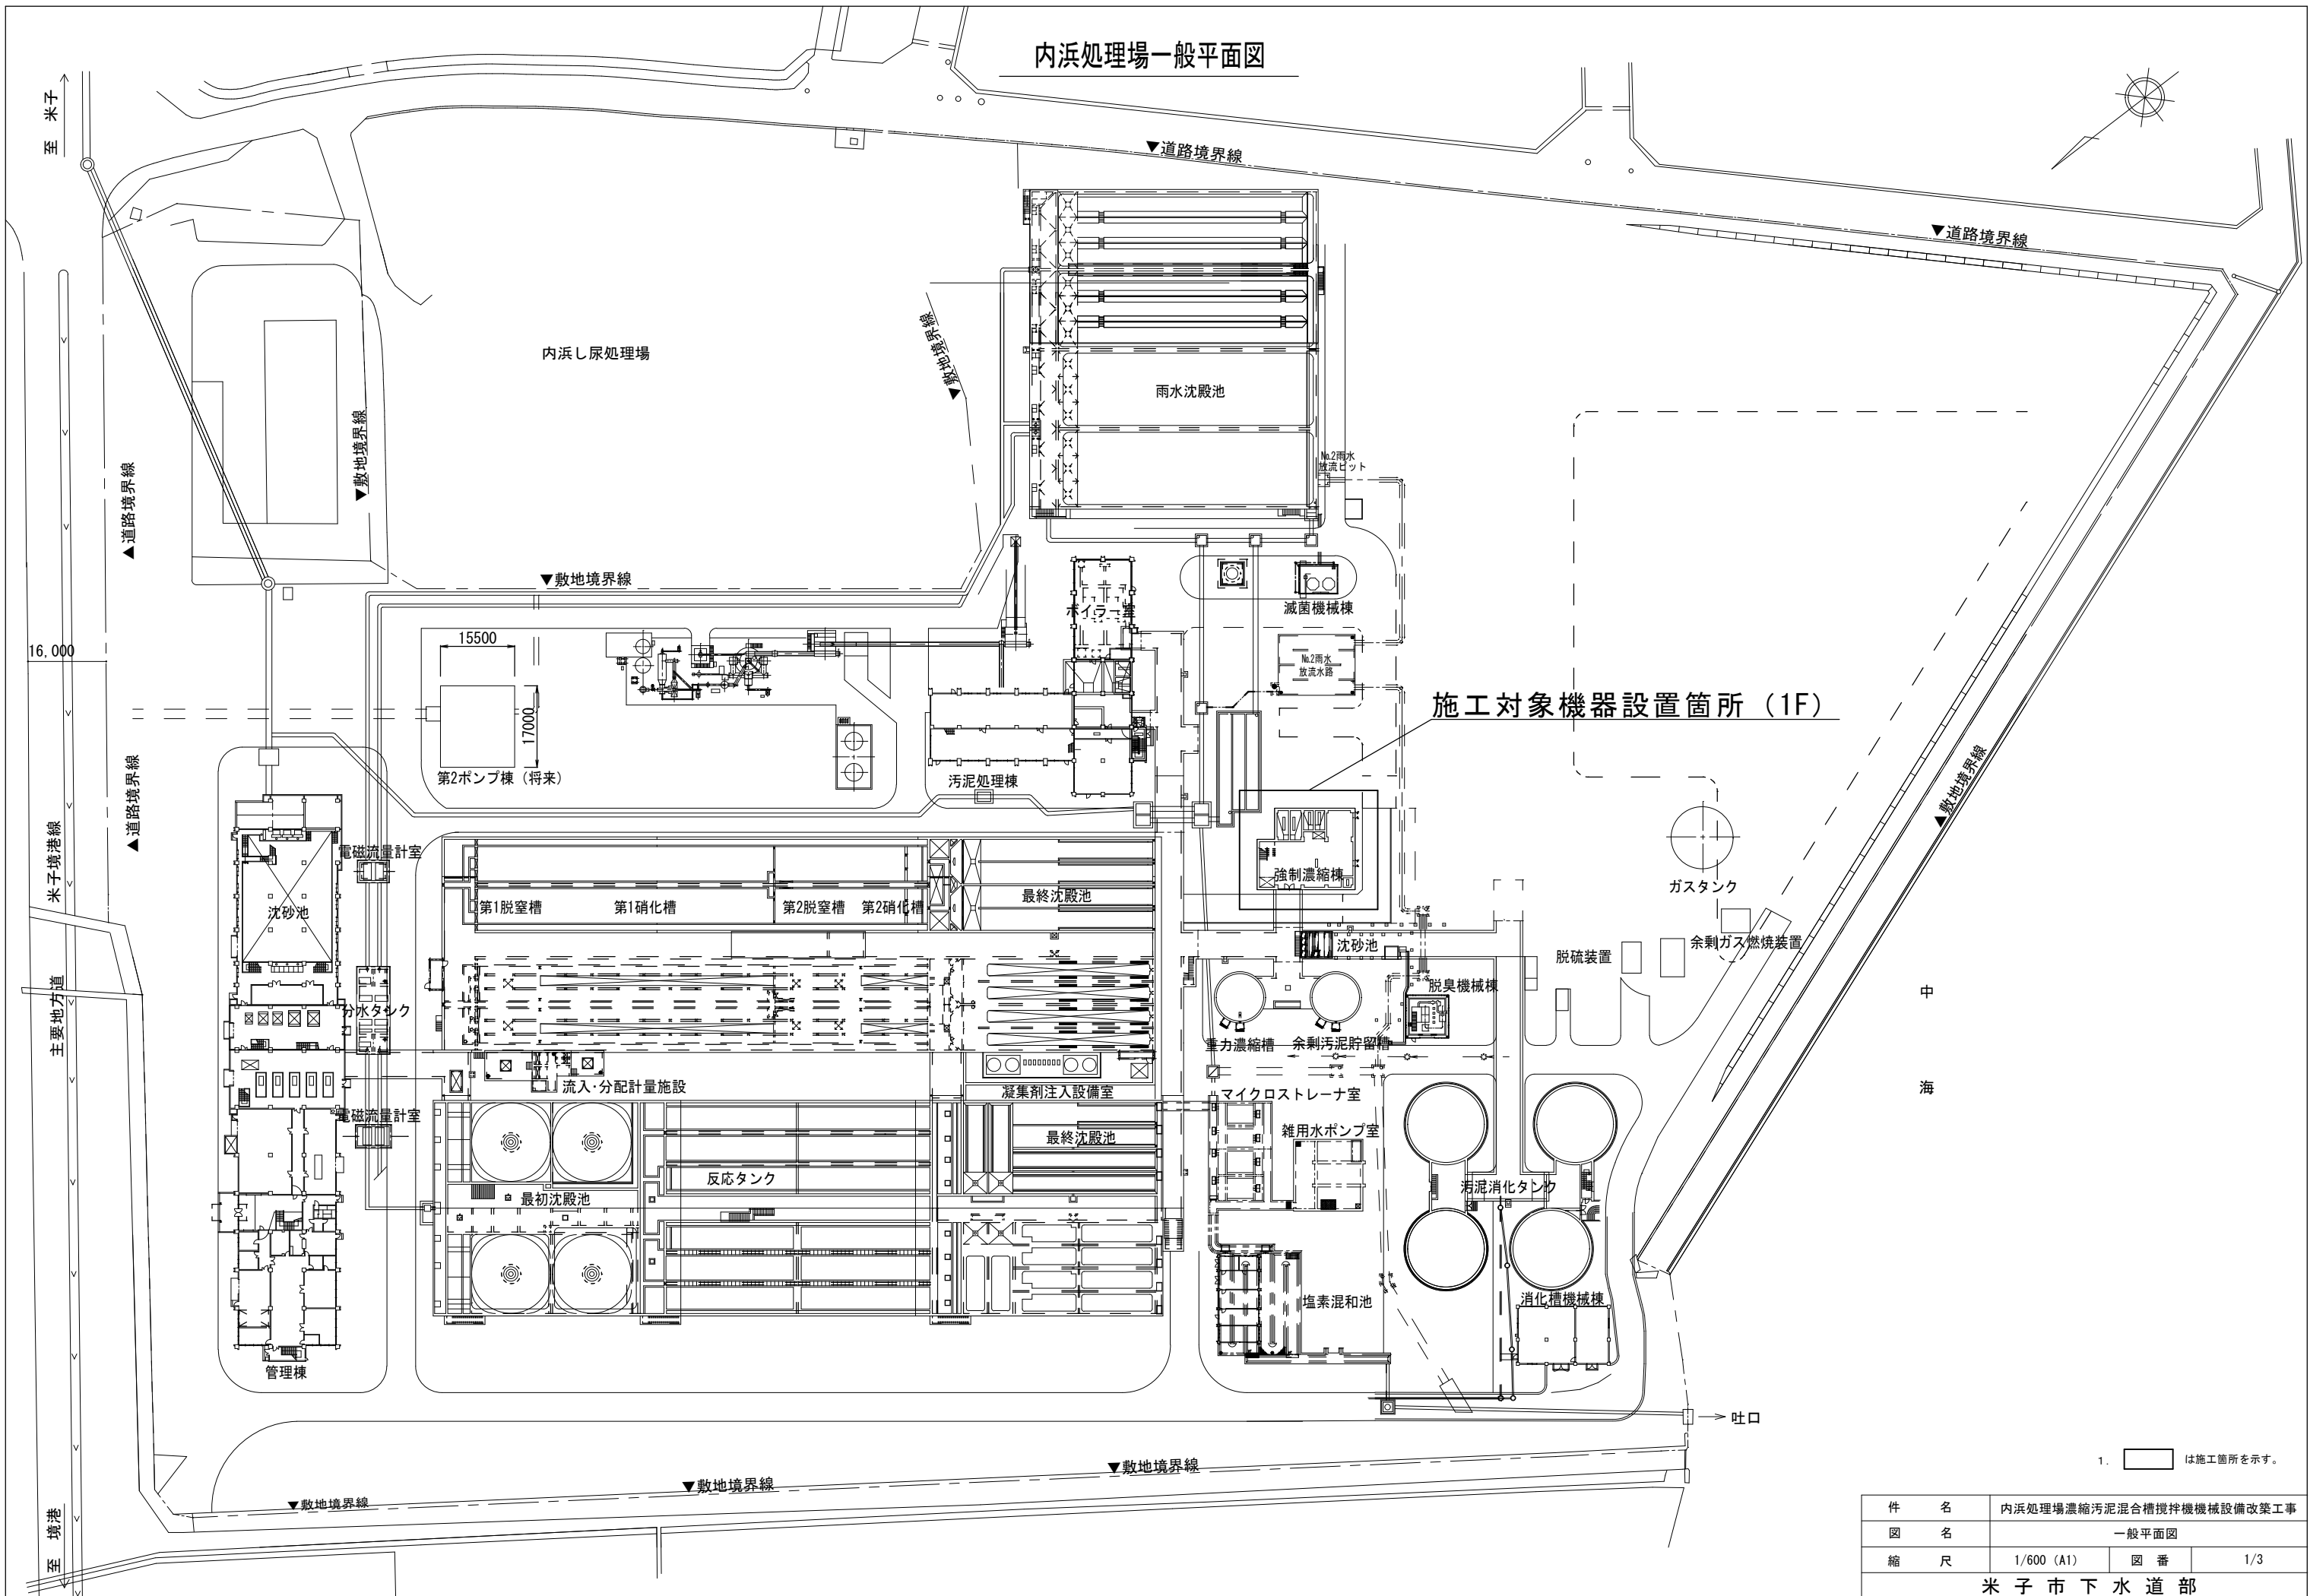 内浜処理場一般平面図
至 米子
▼道路境界線
▼道路境界線
内浜し尿処理場
▼敷地境界線
▼敷地境界線
雨水沈殿池
▲道路境界線
№2雨水
放流ピット
▼敷地境界線
ボイラー室
滅菌機械棟
15500
16,000
№2雨水
放流水路
17000
施工対象機器設置箇所（1F）
第2ポンプ棟（将来）
汚泥処理棟
▲道路境界線
▲敷地境界線
米子境港線
電磁流量計室
強制濃縮棟
ガスタンク
沈砂池
第1脱窒槽
第1硝化槽
第2脱窒槽
第2硝化槽
最終沈殿池
沈砂池
余剰ガス燃焼装置
脱硫装置
主要地方道
分水タンク
脱臭機械棟
中海
重力濃縮槽
余剰汚泥貯留槽
流入・分配計量施設
凝集剤注入設備室
マイクロストレーナ室
電磁流量計室
最終沈殿池
雑用水ポンプ室
反応タンク
最初沈殿池
汚泥消化タンク
塩素混和池
消化槽機械棟
管理棟
吐口
▼敷地境界線
▼敷地境界線
▼敷地境界線
至 境港
1. は施工箇所を示す。
件名 内浜処理場濃縮汚泥混合槽撹拌機機械設備改築工事
図名 一般平面図
縮尺 1/600（A1） 図番 1/3
米子市下水道部